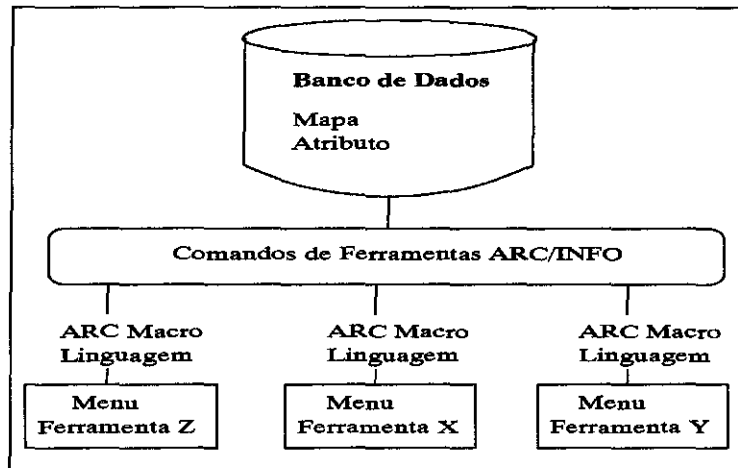 Banco de Dados
Mapa
Atributo
Comandos de Ferramentas ARC/INFO
ARC Macro
Linguagem
ARC Macro
Linguagem
ARC Macro
Linguagem
Menu
Ferramenta Z
Menu
Ferramenta X
Menu
Ferramenta Y